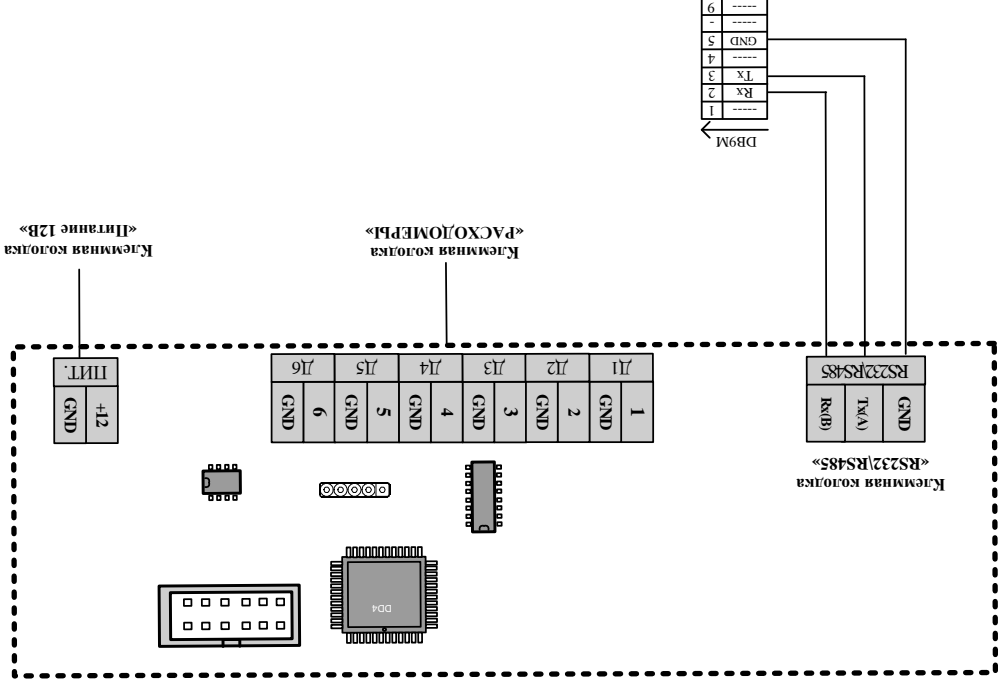 DD4
Клеммная колодка
«RS232\RS485»
GND
Tx(A)
Rx(B)
RS232\RS485
1
GND
2
GND
3
GND
4
GND
5
GND
6
GND
Д1
Д2
Д3
Д4
Д5
Д6
+12
GND
ПИТ.
Клеммная колодка
«РАСХОДОМЕРЫ»
Клеммная колодка
«Питание 12В»
DB9M
----- 1
Rx 2
Tx 3
----- 4
GND 5
----- -
----- 9